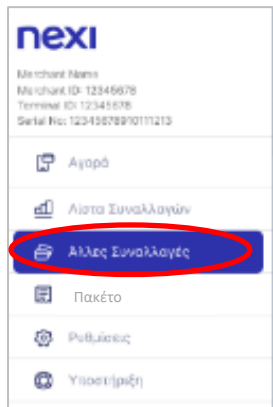 nexi
Merchant Name
Merchant ID: 12345678
Terminal ID: 12345678
Serial No: 12345678910111213
Αγορά
Λίστα Συναλλαγών
Άλλες Συναλλαγές
Πακέτο
Ρυθμίσεις
Υποστήριξη